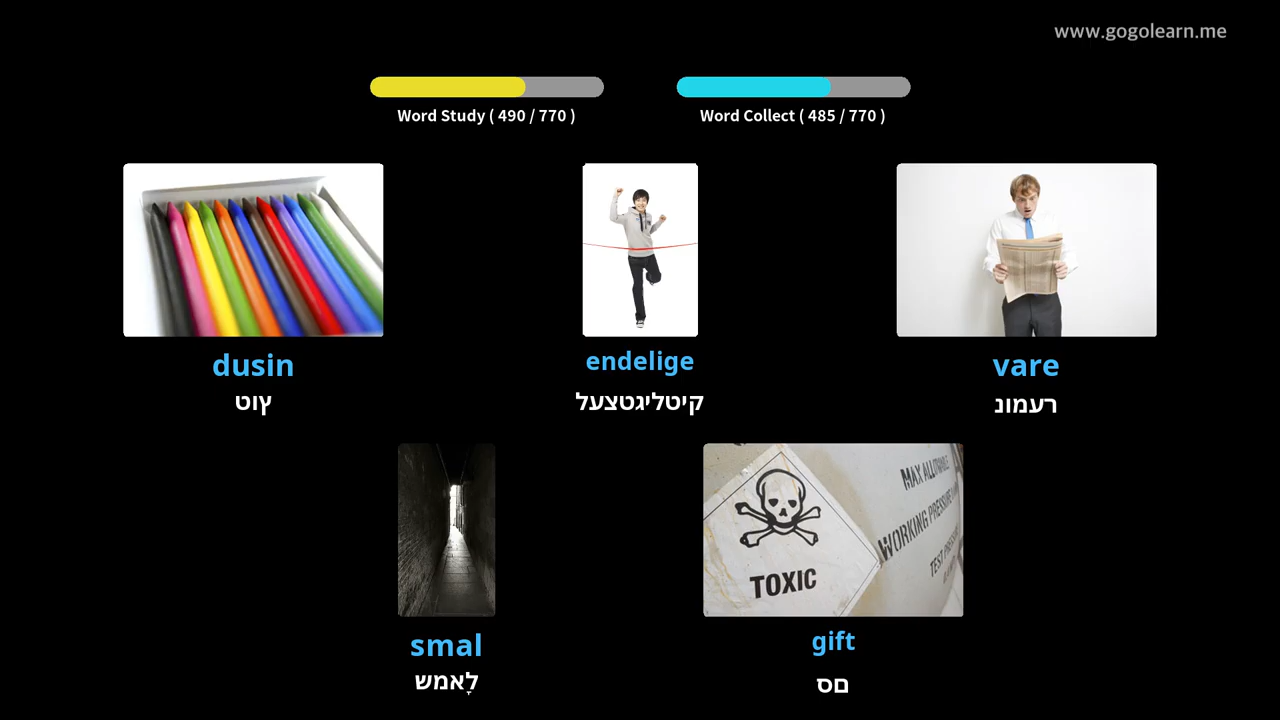 www.gogolearn.me
Word Study ( 490 / 770 )
Word Collect ( 485 / 770 )
dusin
ץוט
endelige
קיטליגטצעל
vare
רעמונ
MAX ALLOWABLE
WORKING PRESSURE
TEST PRESSURE
TOXIC
smal
לָאמש
gift
םס